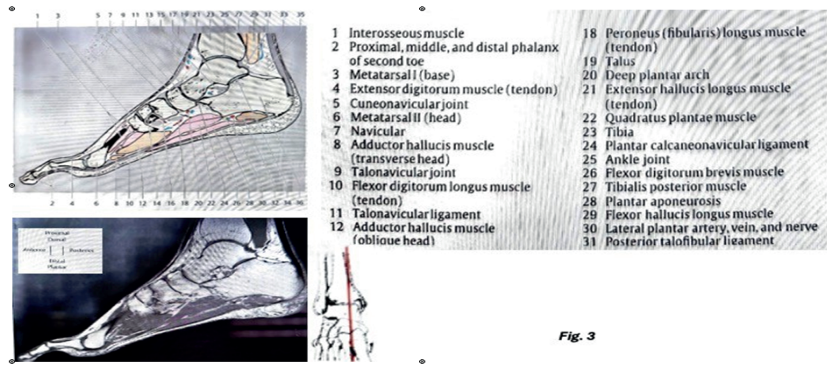 1 3 5 7 9 11 13 15 17 19 21 23 25 27 29 31 33 35
2 4 6 8 10 12 14 16 18 20 22 24 26 28 30 32 34 36
Proximal
Dorsal
Anterior Posterior
Distal
Plantar
1 Interosseous muscle
2 Proximal, middle, and distal phalanx
of second toe
3 Metatarsal I (base)
4 Extensor digitorum muscle (tendon)
5 Cuneonavicular joint
6 Metatarsal II (head)
7 Navicular
8 Adductor hallucis muscle
(transverse head)
9 Talonavicular joint
10 Flexor digitorum longus muscle
(tendon)
11 Talonavicular ligament
12 Adductor hallucis muscle
(oblique head)
18 Peroneus (fibularis) longus muscle
(tendon)
19 Talus
20 Deep plantar arch
21 Extensor hallucis longus muscle
(tendon)
22 Quadratus plantae muscle
23 Tibia
24 Plantar calcaneonavicular ligament
25 Ankle joint
26 Flexor digitorum brevis muscle
27 Tibialis posterior muscle
28 Plantar aponeurosis
29 Flexor hallucis longus muscle
30 Lateral plantar artery, vein, and nerve
31 Posterior talofibular ligament
Fig. 3